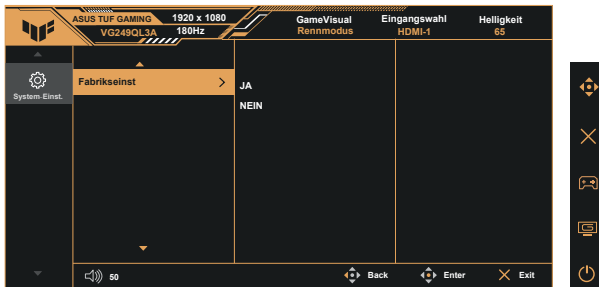 ASUS TUF GAMING
VG249QL3A
1920 x 1080
180Hz
GameVisual
Rennmodus
Eingangswahl
HDMI-1
Helligkeit
65
System-Einst.
Fabrikseinst
JA
NEIN
50
Back
Enter
Exit